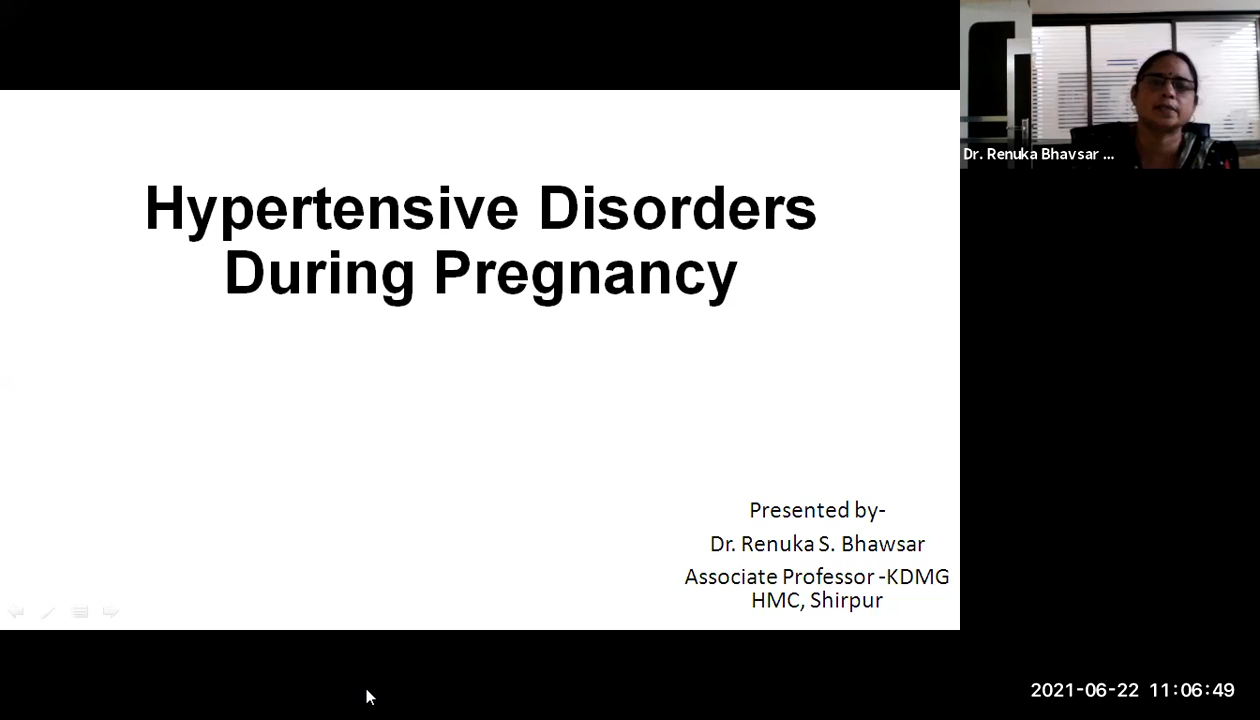 Hypertensive Disorders
During Pregnancy
Presented by-
Dr. Renuka S. Bhawsar
Associate Professor -KDMG
HMC, Shirpur
Dr. Renuka Bhavsar ...
2021-06-22 11:06:49